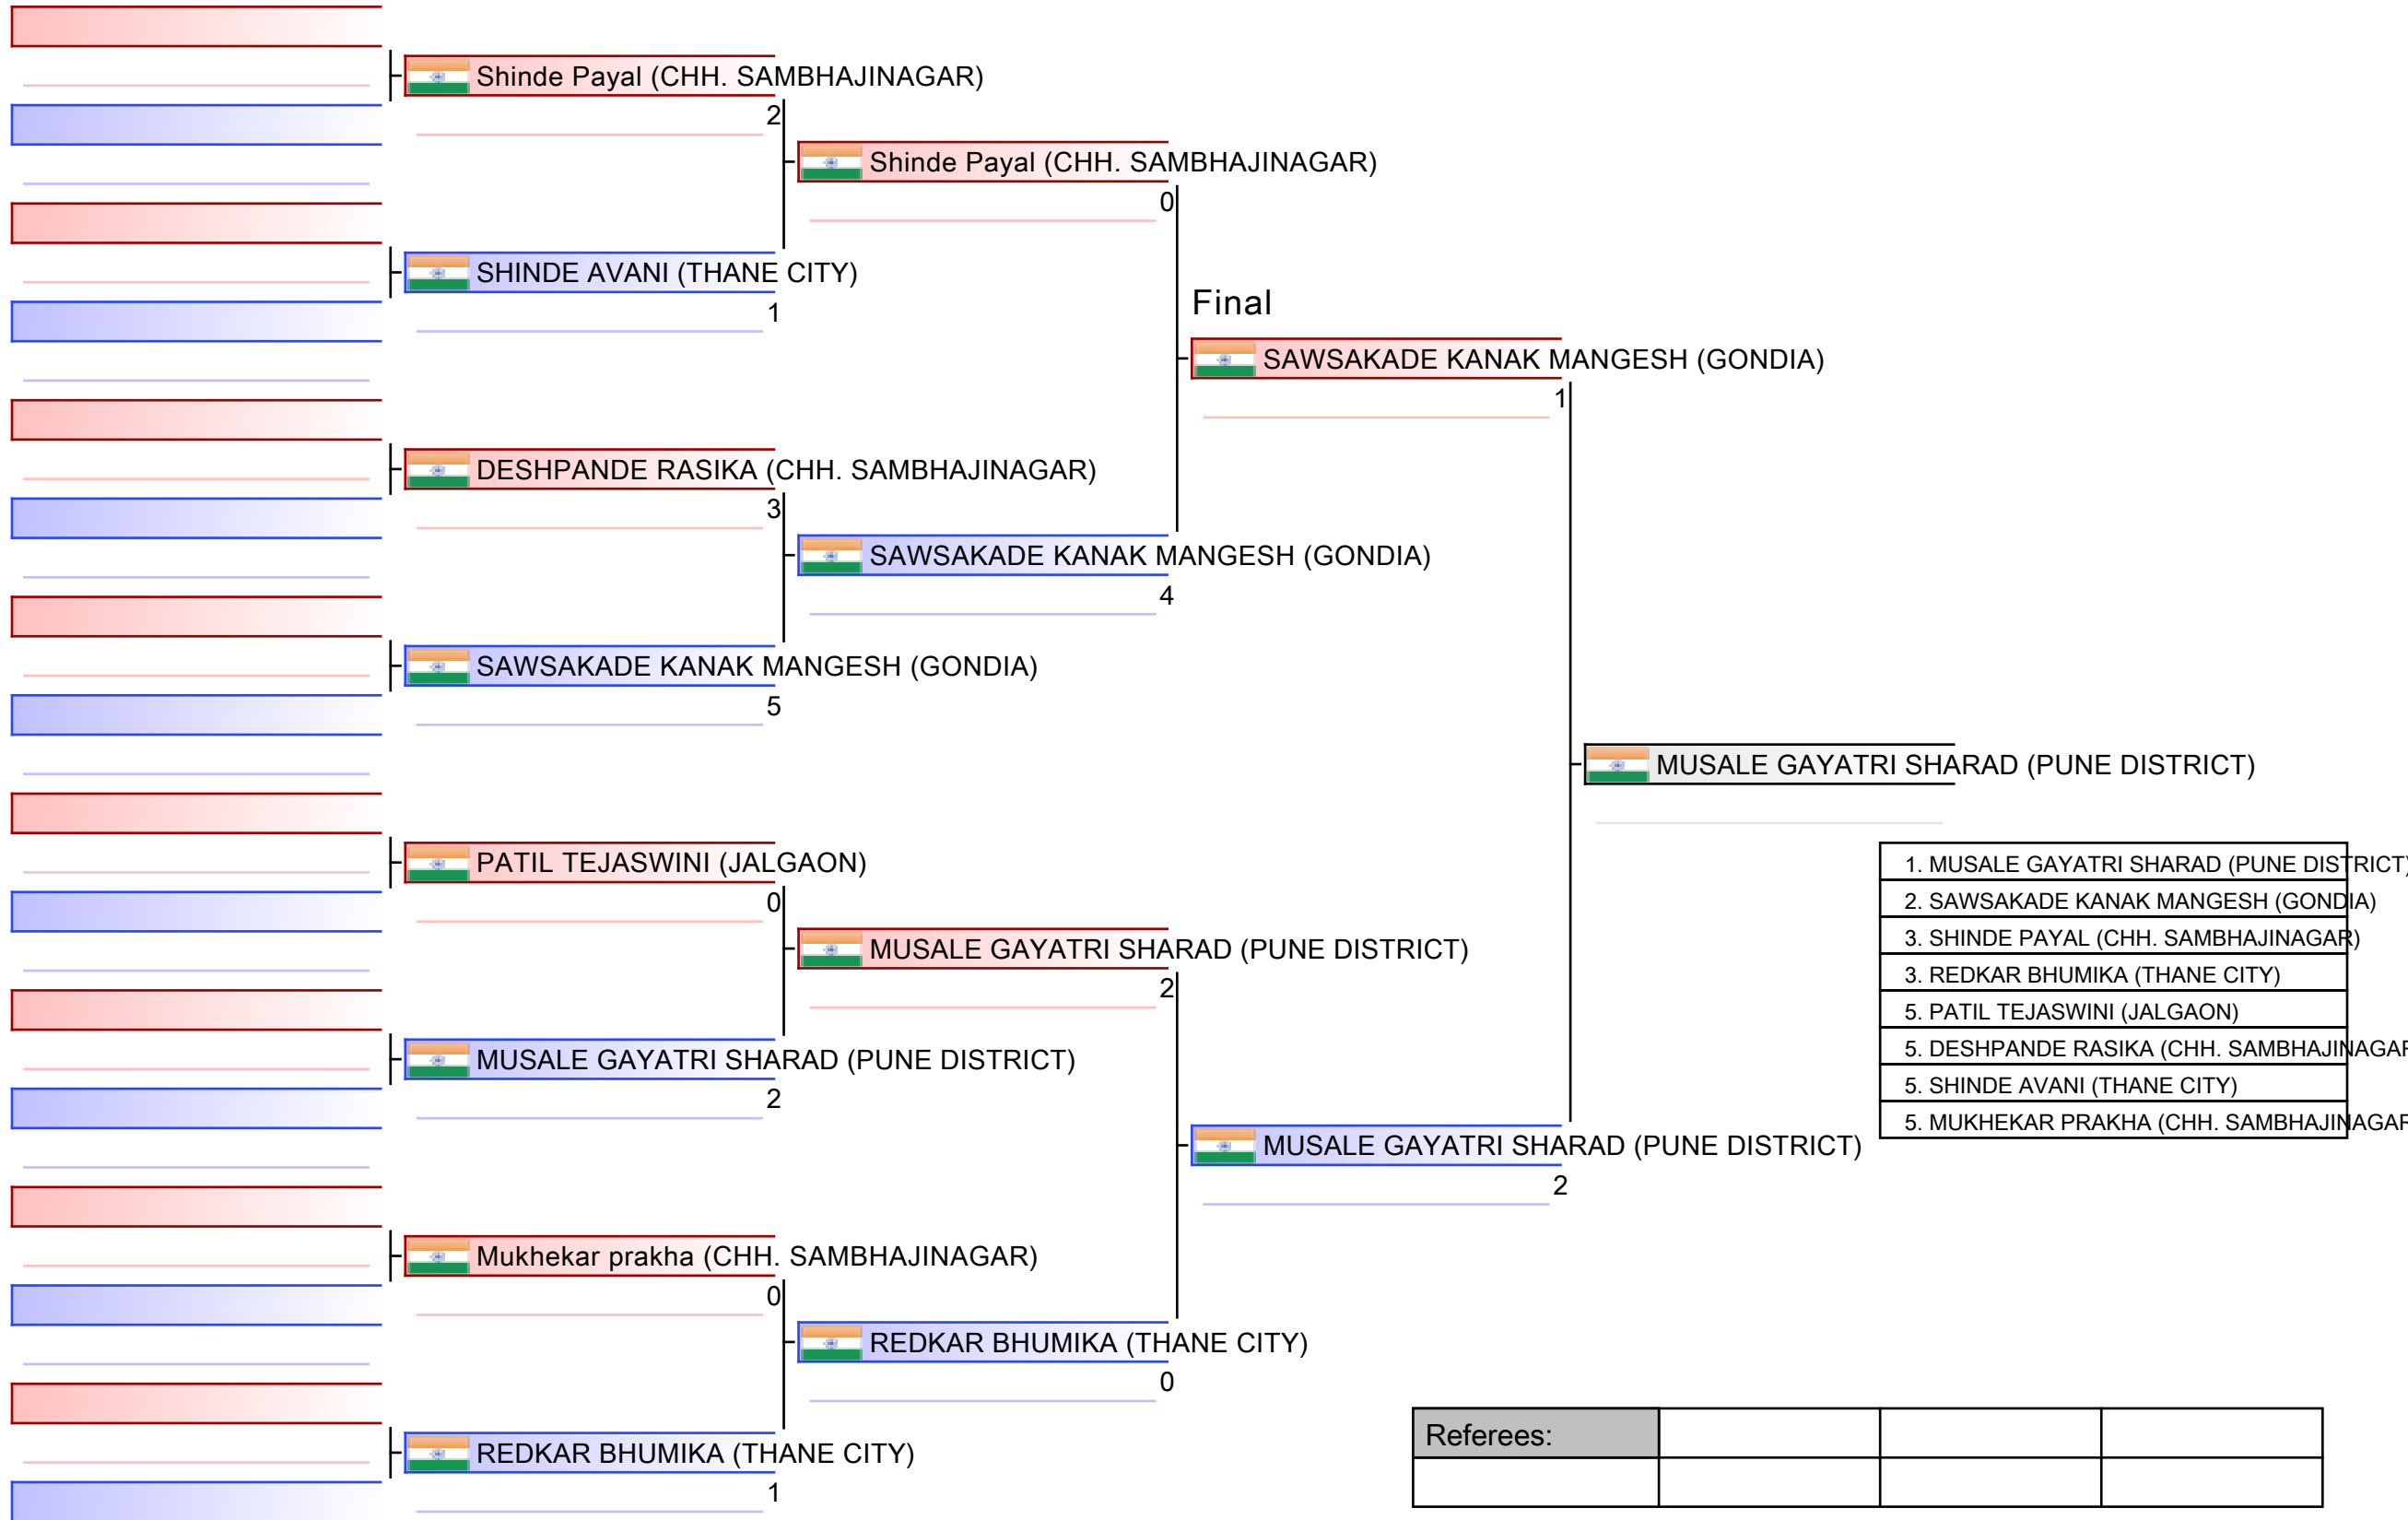 Shinde Payal (CHH. SAMBHAJINAGAR)
2
SHINDE AVANI (THANE CITY)
1
DESHPANDE RASIKA (CHH. SAMBHAJINAGAR)
3
SAWSAKADE KANAK MANGESH (GONDIA)
5
PATIL TEJASWINI (JALGAON)
0
MUSALE GAYATRI SHARAD (PUNE DISTRICT)
2
Mukhekar prakha (CHH. SAMBHAJINAGAR)
0
REDKAR BHUMIKA (THANE CITY)
1
Shinde Payal (CHH. SAMBHAJINAGAR)
0
SAWSAKADE KANAK MANGESH (GONDIA)
4
MUSALE GAYATRI SHARAD (PUNE DISTRICT)
2
REDKAR BHUMIKA (THANE CITY)
0
Final
SAWSAKADE KANAK MANGESH (GONDIA)
1
MUSALE GAYATRI SHARAD (PUNE DISTRICT)
2
MUSALE GAYATRI SHARAD (PUNE DISTRICT)
1. MUSALE GAYATRI SHARAD (PUNE DISTRICT)
2. SAWSAKADE KANAK MANGESH (GONDIA)
3. SHINDE PAYAL (CHH. SAMBHAJINAGAR)
3. REDKAR BHUMIKA (THANE CITY)
5. PATIL TEJASWINI (JALGAON)
5. DESHPANDE RASIKA (CHH. SAMBHAJINAGAR
5. SHINDE AVANI (THANE CITY)
5. MUKHEKAR PRAKHA (CHH. SAMBHAJINAGAR
Referees: